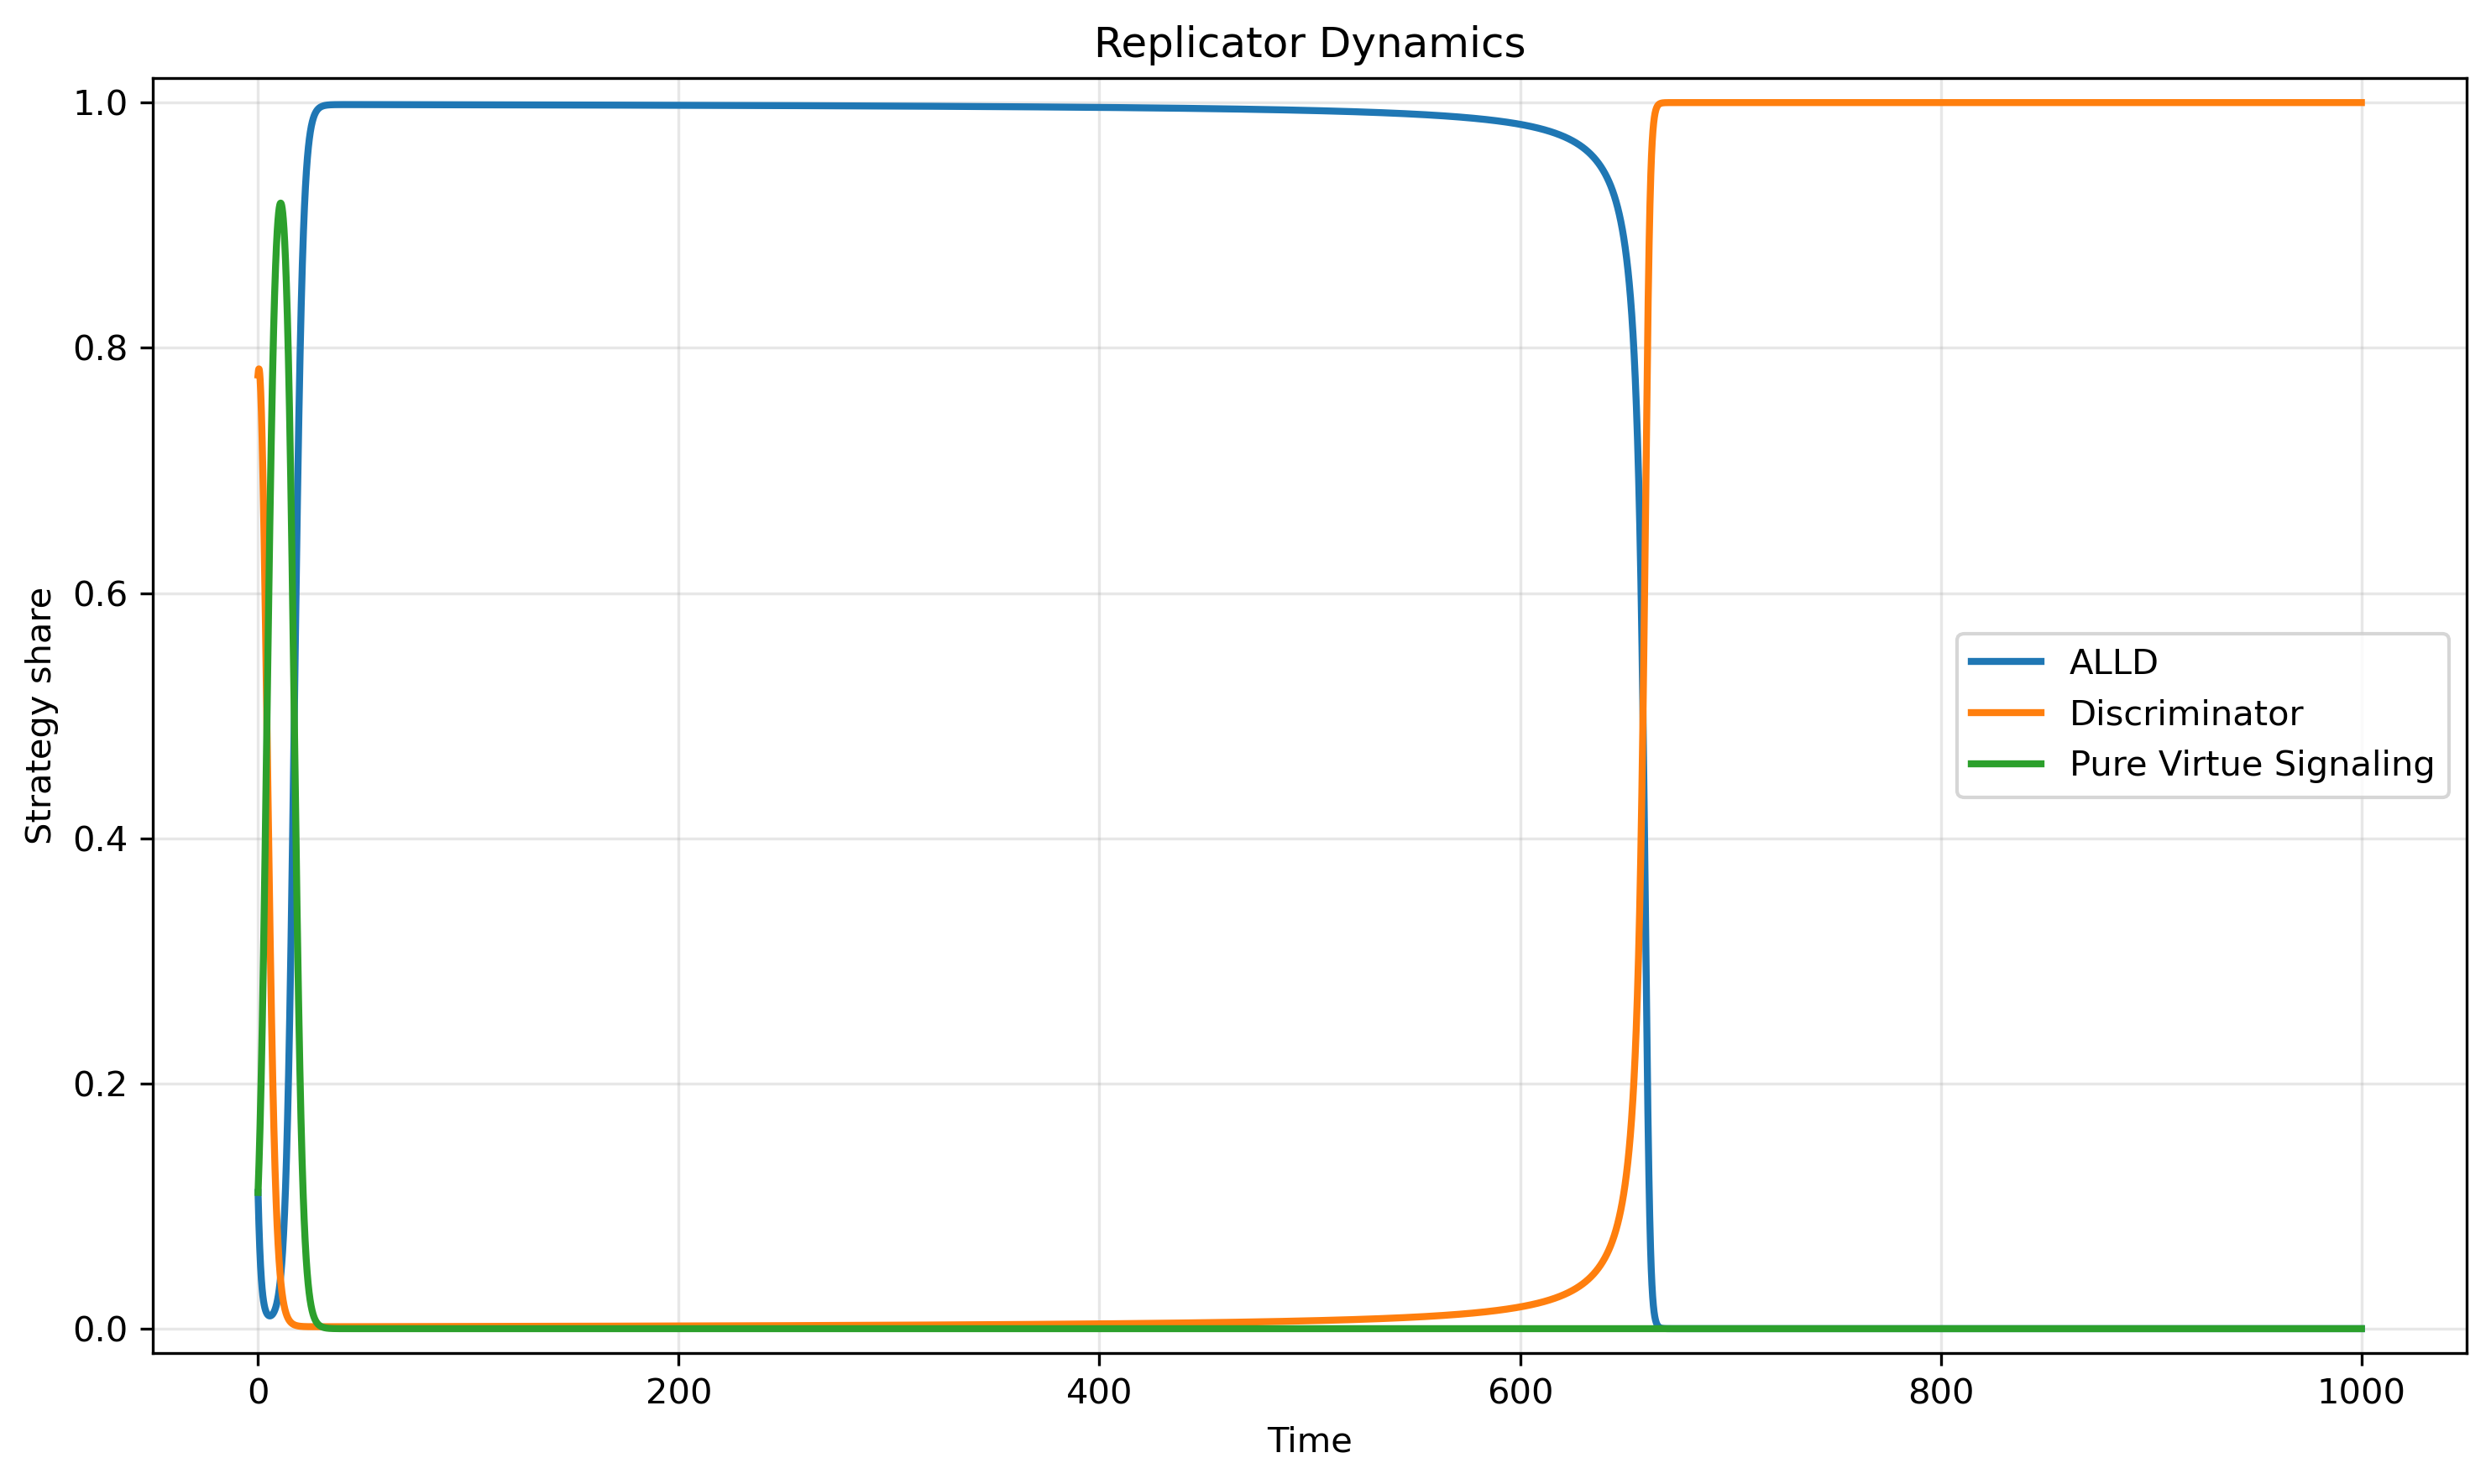 Replicator Dynamics
1.0
0.8
0.6
0.4
0.2
0.0
Strategy share
ALLD
Discriminator
Pure Virtue Signaling
0 200 400 600 800 1000
Time